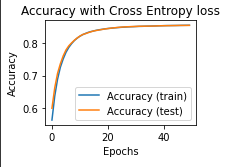 Accuracy with Cross Entropy loss
Accuracy
0.8
0.7
0.6
Accuracy (train)
Accuracy (test)
0
20
40
Epochs